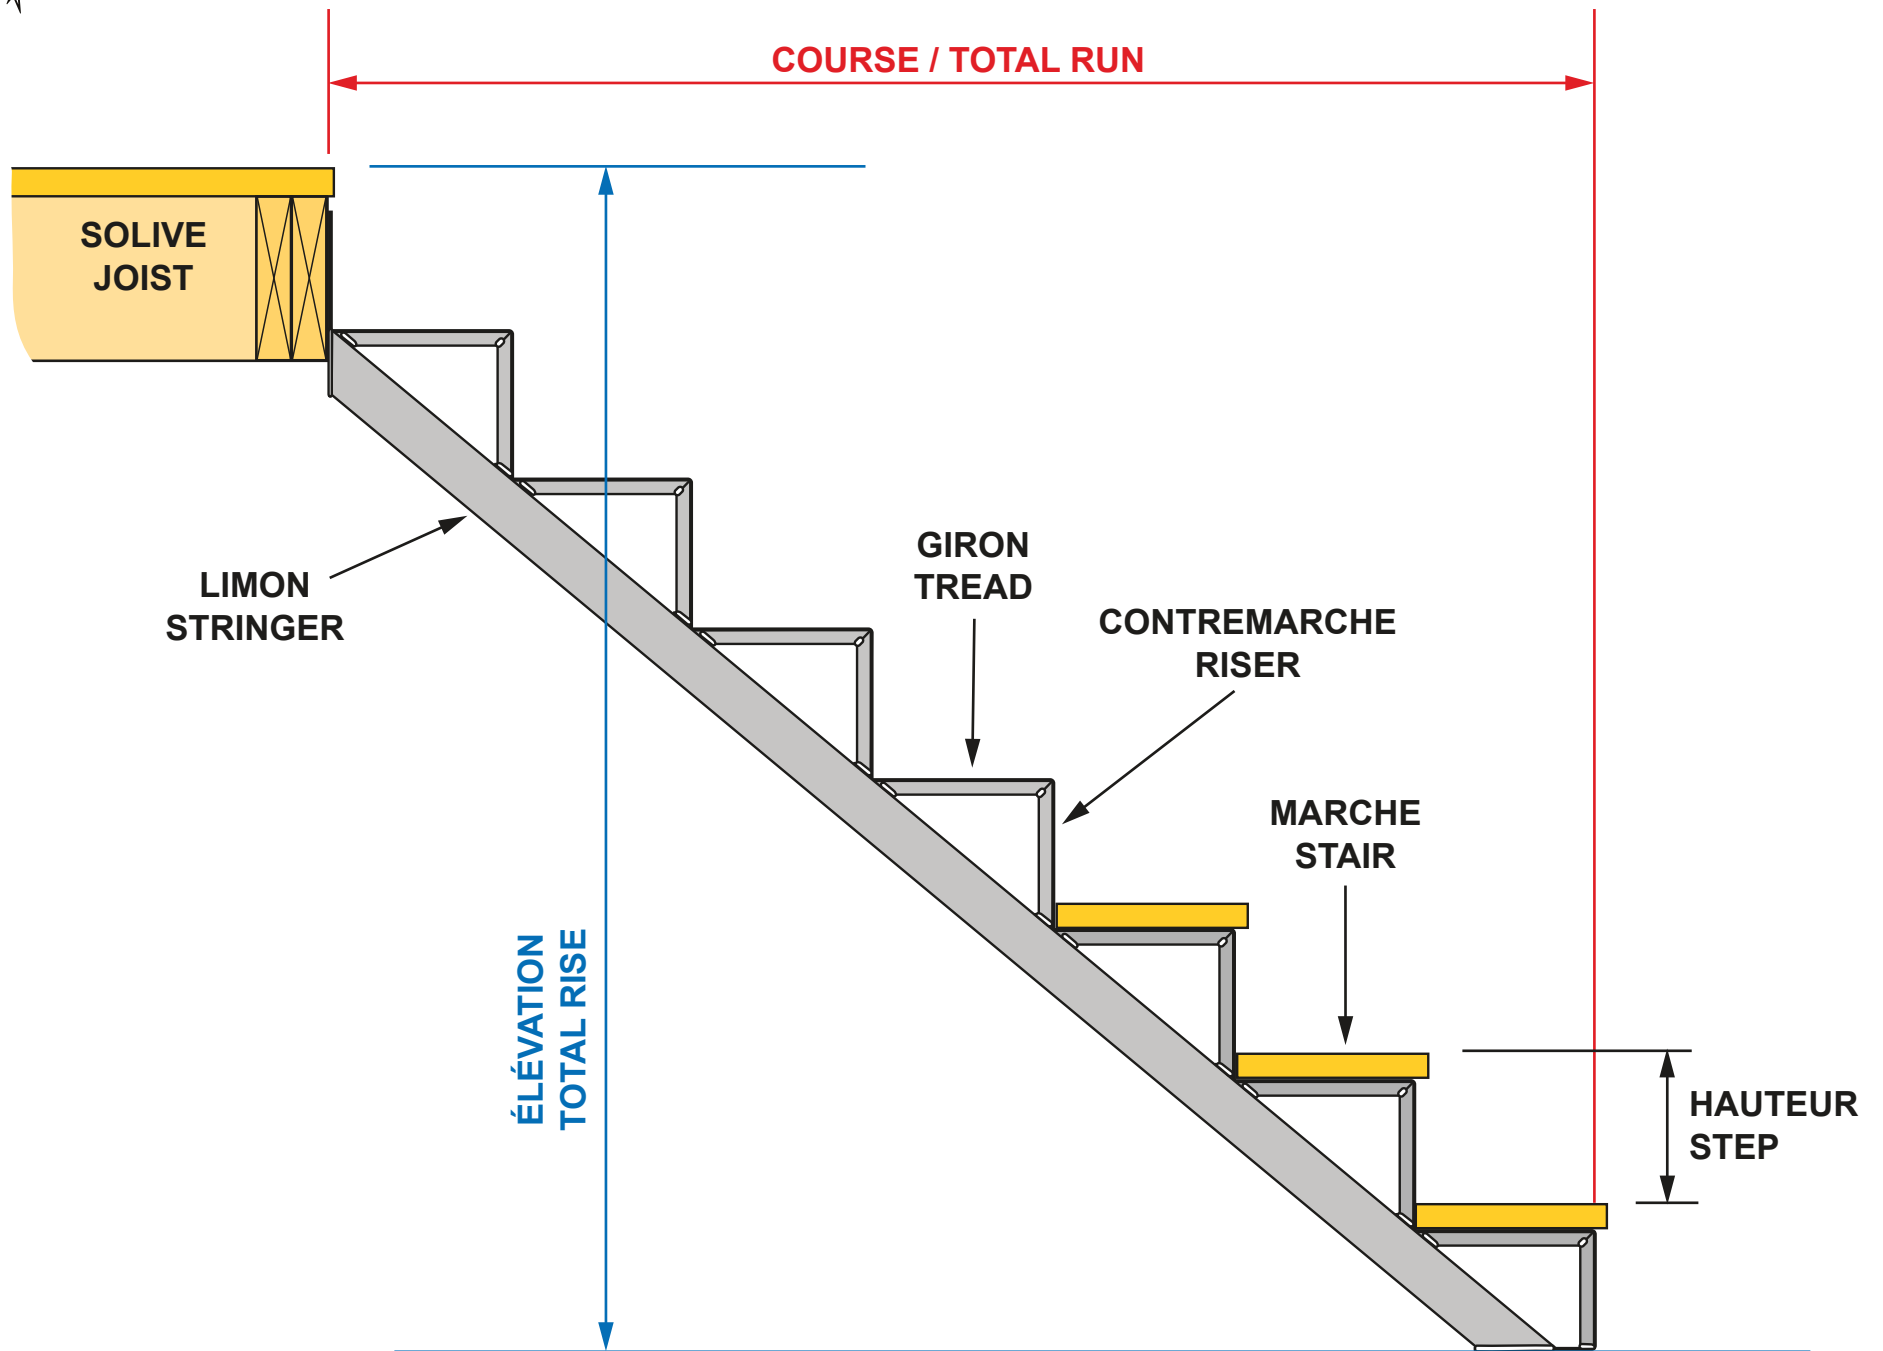 COURSE / TOTAL RUN
SOLIVE
JOIST
LIMON
STRINGER
GIRON
TREAD
CONTREMARCHE
RISER
MARCHE
STAIR
ÉLÉVATION
TOTAL RISE
HAUTEUR
STEP